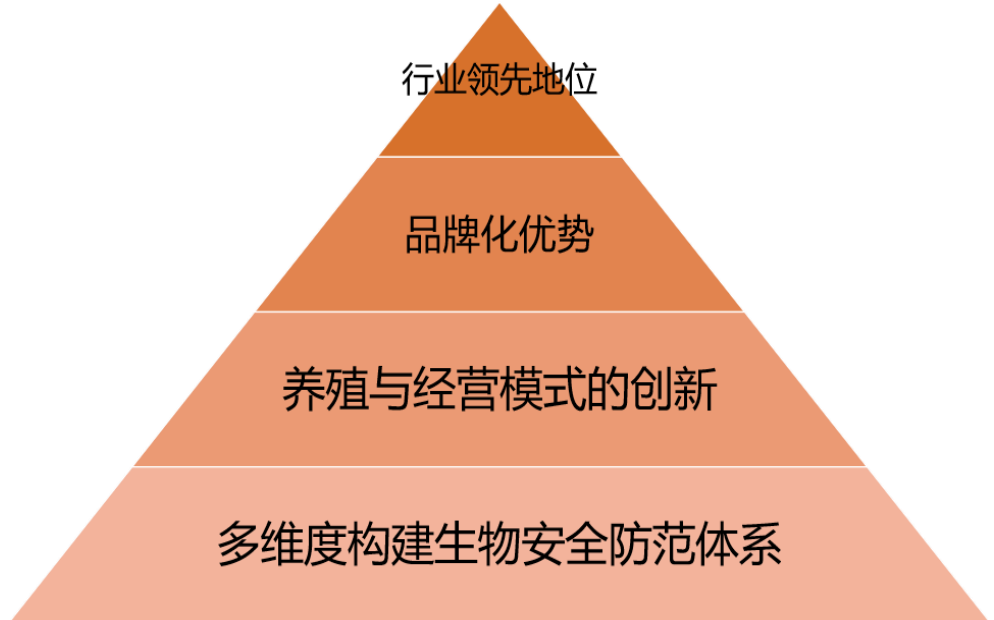 行业领先地位
品牌化优势
养殖与经营模式的创新
多维度构建生物安全防范体系